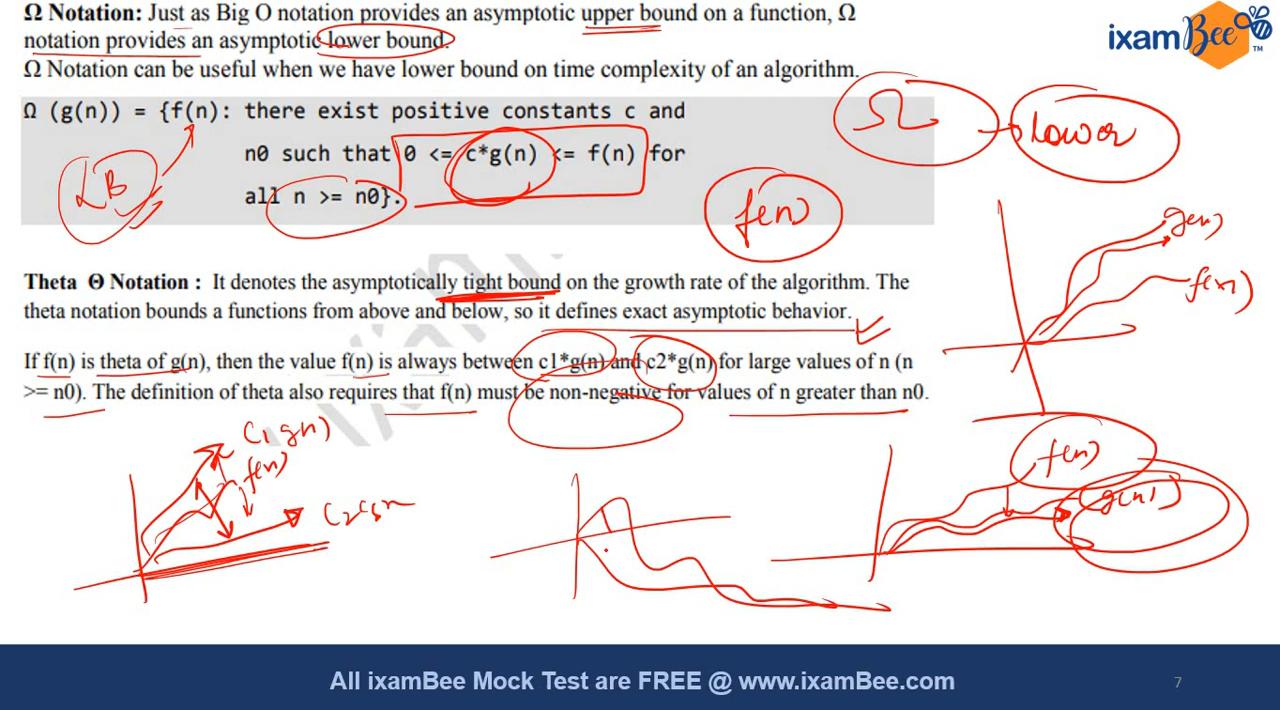 Ω Notation: Just as Big O notation provides an asymptotic upper bound on a function, Ω
notation provides an asymptotic lower bound.
Ω Notation can be useful when we have lower bound on time complexity of an algorithm.
ixamBee™
Ω (g(n)) = {f(n): there exist positive constants c and
n0 such that 0 <= c*g(n) <= f(n) for
all n >= n0}.
LB
Ω → Lower
f(n)
g(n)
f(n)
Theta Θ Notation : It denotes the asymptotically tight bound on the growth rate of the algorithm. The
theta notation bounds a functions from above and below, so it defines exact asymptotic behavior.
If f(n) is theta of g(n), then the value f(n) is always between c1*g(n) and c2*g(n) for large values of n (n
>= n0). The definition of theta also requires that f(n) must be non-negative for values of n greater than n0.
C1 gn)
f(n)
f(n)
g(n)
All ixamBee Mock Test are FREE @ www.ixamBee.com
7